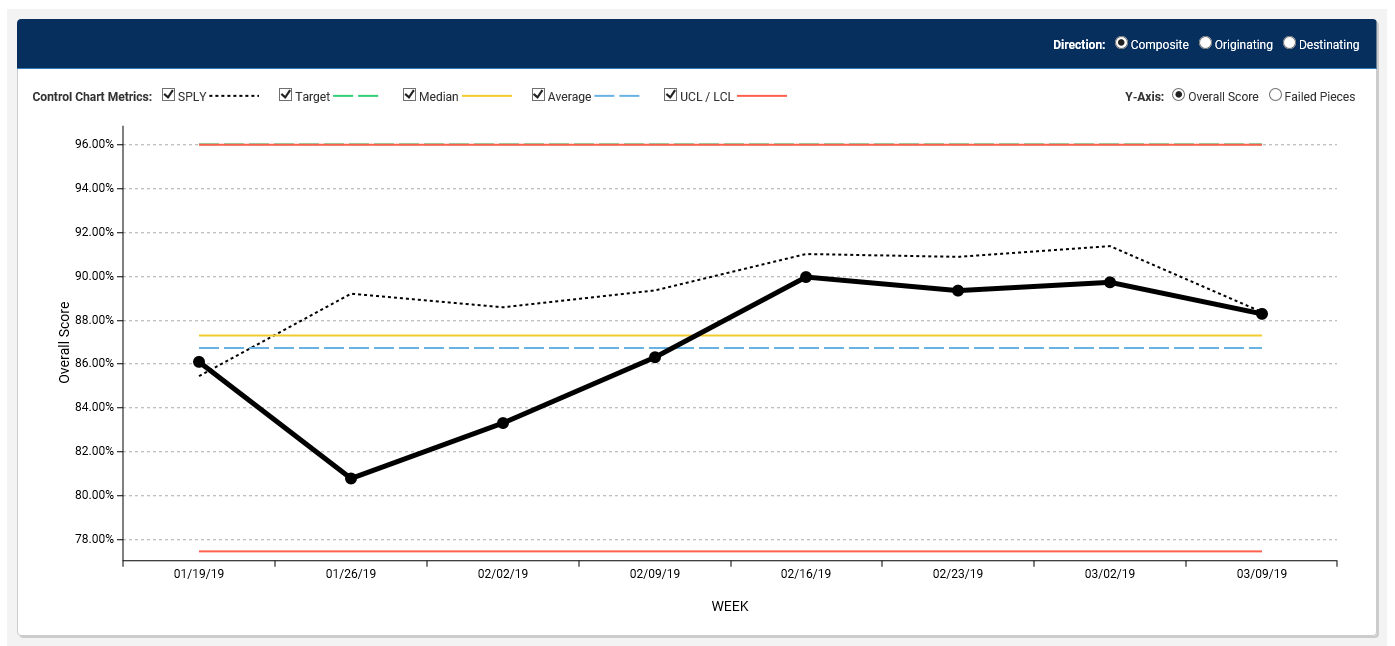 Direction: Composite Originating Destinating
Control Chart Metrics: SPLY Target Median Average UCL / LCL Y-Axis: Overall Score Failed Pieces
96.00%
94.00%
92.00%
90.00%
88.00%
86.00%
84.00%
82.00%
80.00%
78.00%
Overall Score
01/19/19 01/26/19 02/02/19 02/09/19 02/16/19 02/23/19 03/02/19 03/09/19
WEEK